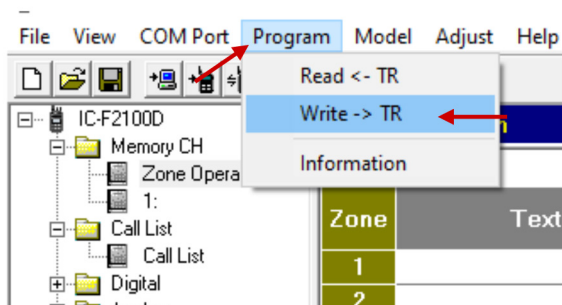 File View COM Port Program Model Adjust Help
Read <- TR
Write -> TR
Information
IC-F2100D
Memory CH
Zone Opera
1:
Call List
Call List
Digital
Zone Text
1
2